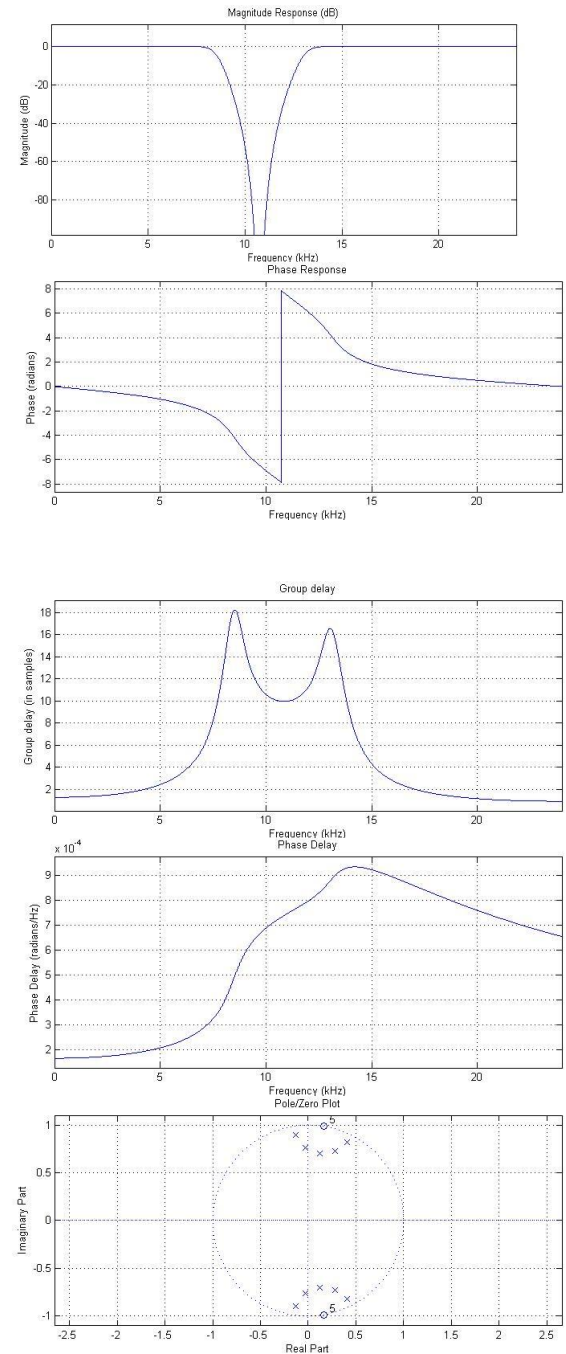 Magnitude Response (dB)
Magnitude (dB)
0
-20
-40
-60
-80
0 5 10 15 20
Frequency (kHz)
Phase Response
Phase (radians)
8
6
4
2
0
-2
-4
-6
-8
0 5 10 15 20
Frequency (kHz)
Group delay
Group delay (in samples)
18
16
14
12
10
8
6
4
2
0 5 10 15 20
Frequency (kHz)
Phase Delay
x 10^-4
Phase Delay (radians/Hz)
9
8
7
6
5
4
3
2
0 5 10 15 20
Frequency (kHz)
Pole/Zero Plot
Imaginary Part
1
0.5
0
-0.5
-1
5
5
-2.5 -2 -1.5 -1 -0.5 0 0.5 1 1.5 2 2.5
Real Part